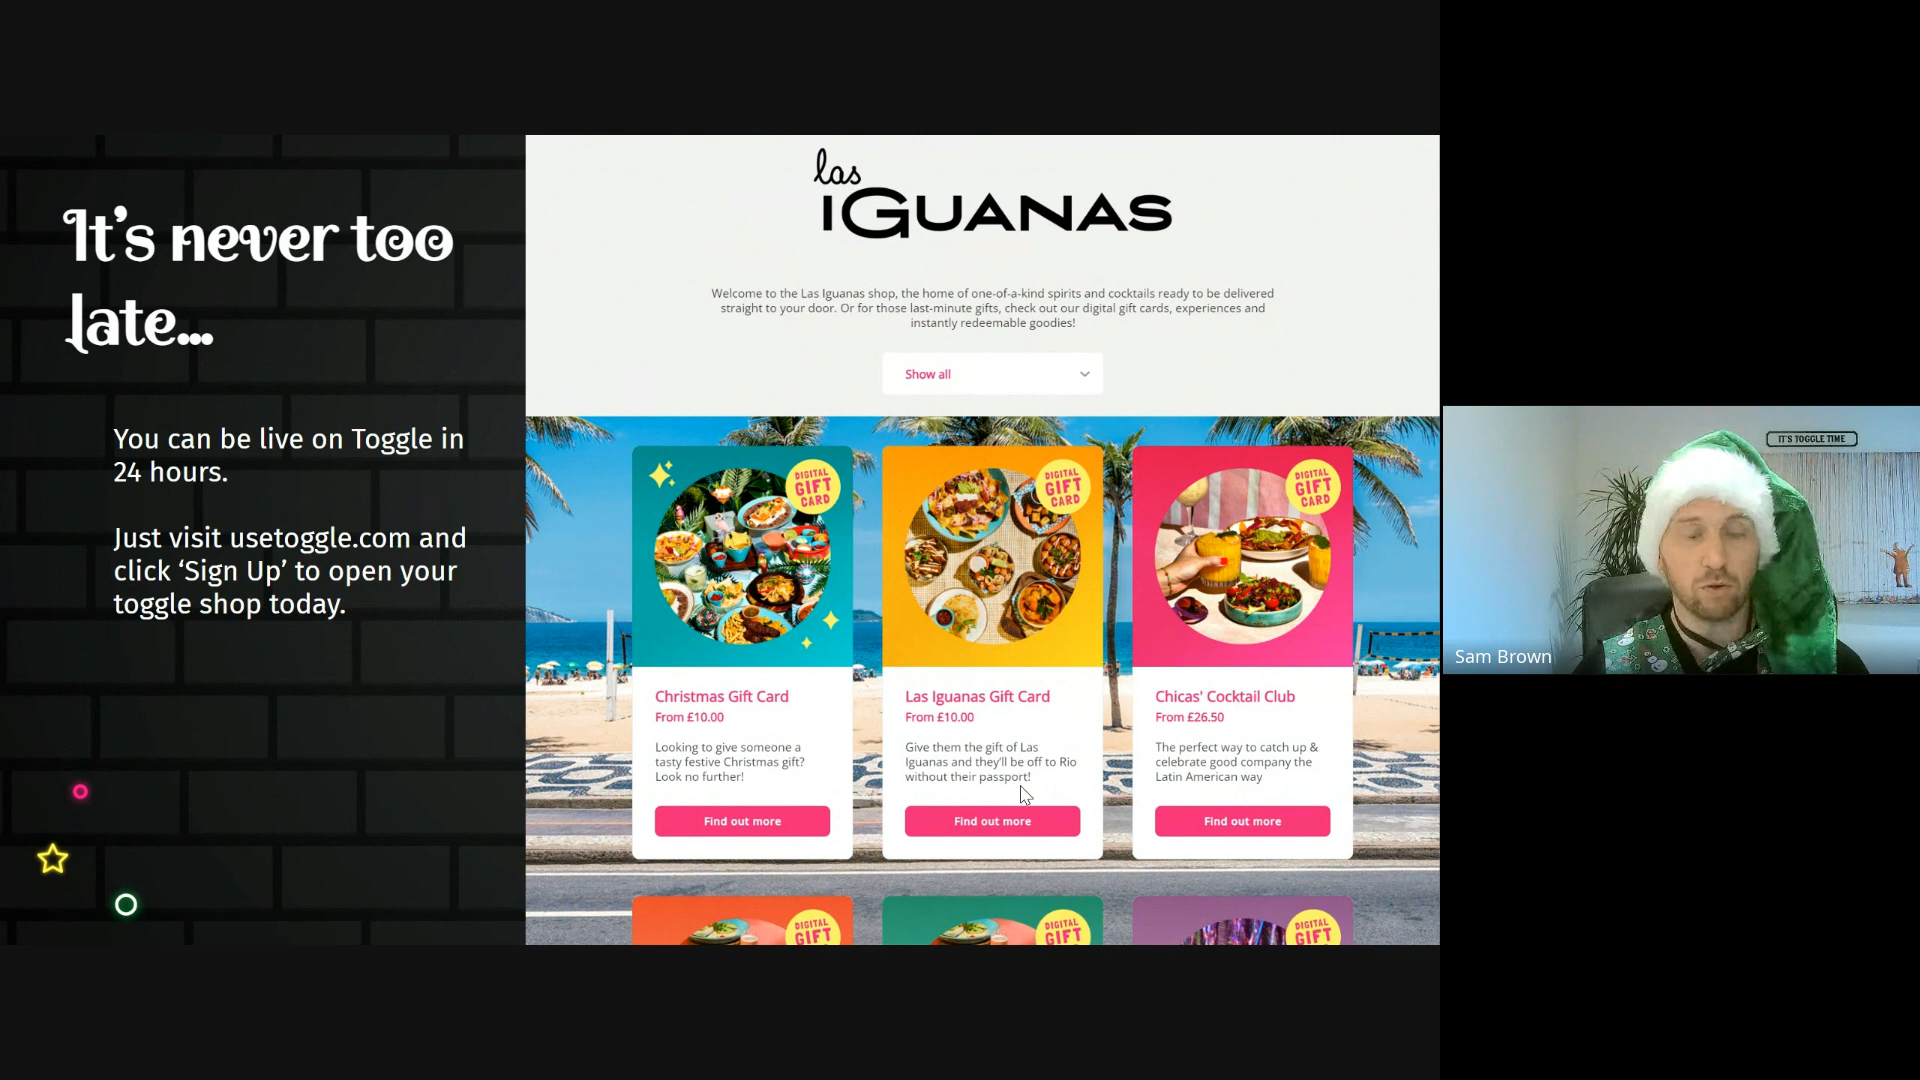 It's never too
late...
You can be live on Toggle in
24 hours.
Just visit usetoggle.com and
click ‘Sign Up’ to open your
toggle shop today.
las
IGUANAS
Welcome to the Las Iguanas shop, the home of one-of-a-kind spirits and cocktails ready to be delivered
straight to your door. Or for those last-minute gifts, check out our digital gift cards, experiences and
instantly redeemable goodies!
Show all
DIGITAL
GIFT
CARD
DIGITAL
GIFT
CARD
DIGITAL
GIFT
CARD
Christmas Gift Card
From £10.00
Looking to give someone a
tasty festive Christmas gift?
Look no further!
Find out more
Las Iguanas Gift Card
From £10.00
Give them the gift of Las
Iguanas and they'll be off to Rio
without their passport!
Find out more
Chicas' Cocktail Club
From £26.50
The perfect way to catch up &
celebrate good company the
Latin American way
Find out more
DIGITAL
GIFT
DIGITAL
GIFT
DIGITAL
GIFT
IT'S TOGGLE TIME
Sam Brown